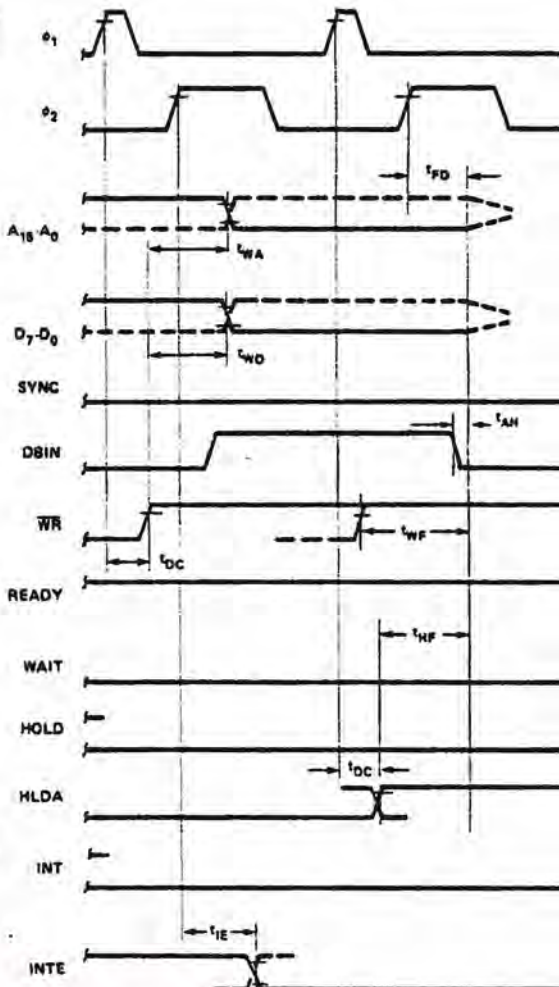 ϕ1
ϕ2
tFD
A15-A0
tWA
D7-D0
tWD
SYNC
tAH
DBIN
WR
tWF
tDC
READY
tHF
WAIT
HOLD
tDC
HLDA
INT
tIE
INTE